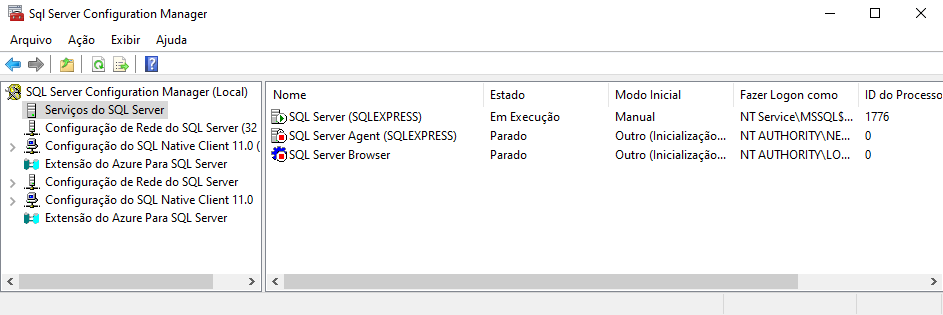 Sql Server Configuration Manager
Arquivo Ação Exibir Ajuda
SQL Server Configuration Manager (Local)
Serviços do SQL Server
Configuração de Rede do SQL Server (32
Configuração do SQL Native Client 11.0 (
Extensão do Azure Para SQL Server
Configuração de Rede do SQL Server
Configuração do SQL Native Client 11.0
Extensão do Azure Para SQL Server
Nome Estado Modo Inicial Fazer Logon como ID do Processo
SQL Server (SQLEXPRESS) Em Execução Manual NT Service\MSSQL$... 1776
SQL Server Agent (SQLEXPRESS) Parado Outro (Inicialização... NT AUTHORITY\NE... 0
SQL Server Browser Parado Outro (Inicialização... NT AUTHORITY\LO... 0